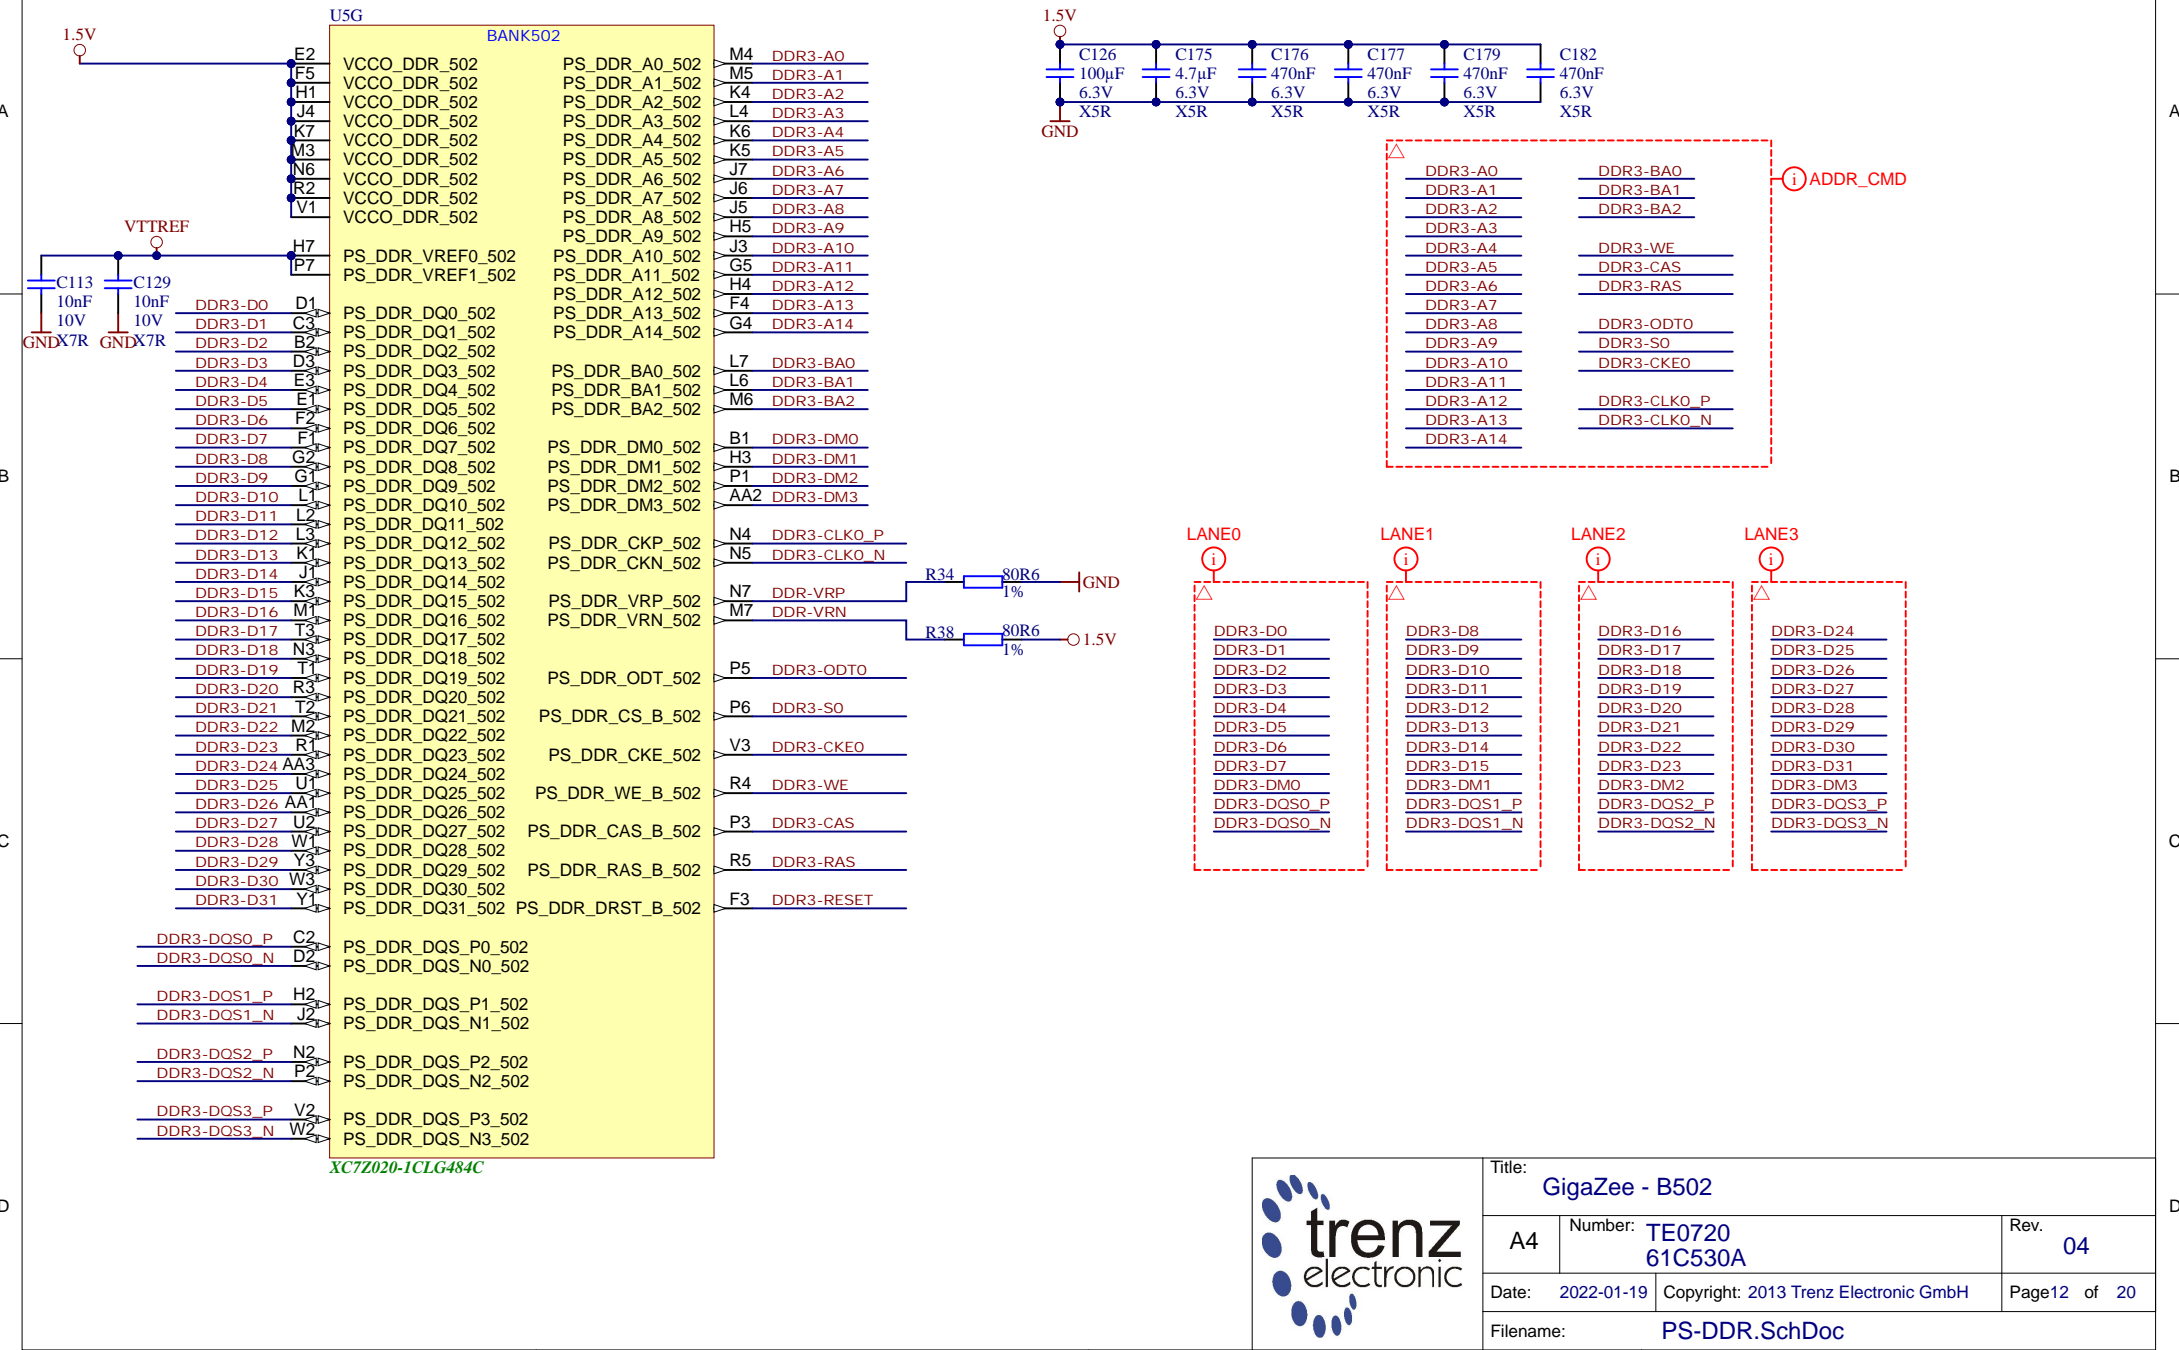 U5G
BANK502
1.5V
E2 VCCO_DDR_502
F5 VCCO_DDR_502
H1 VCCO_DDR_502
J4 VCCO_DDR_502
K7 VCCO_DDR_502
M3 VCCO_DDR_502
N6 VCCO_DDR_502
R2 VCCO_DDR_502
V1 VCCO_DDR_502
VTTREF
H7 PS_DDR_VREF0_502
P7 PS_DDR_VREF1_502
C113 10nF 10V X7R GND
C129 10nF 10V X7R GND
DDR3-D0 D1 PS_DDR_DQ0_502
DDR3-D1 C3 PS_DDR_DQ1_502
DDR3-D2 B2 PS_DDR_DQ2_502
DDR3-D3 D3 PS_DDR_DQ3_502
DDR3-D4 E3 PS_DDR_DQ4_502
DDR3-D5 E1 PS_DDR_DQ5_502
DDR3-D6 F2 PS_DDR_DQ6_502
DDR3-D7 F1 PS_DDR_DQ7_502
DDR3-D8 G2 PS_DDR_DQ8_502
DDR3-D9 G1 PS_DDR_DQ9_502
DDR3-D10 L1 PS_DDR_DQ10_502
DDR3-D11 L2 PS_DDR_DQ11_502
DDR3-D12 L3 PS_DDR_DQ12_502
DDR3-D13 K1 PS_DDR_DQ13_502
DDR3-D14 J1 PS_DDR_DQ14_502
DDR3-D15 K3 PS_DDR_DQ15_502
DDR3-D16 M1 PS_DDR_DQ16_502
DDR3-D17 T3 PS_DDR_DQ17_502
DDR3-D18 N3 PS_DDR_DQ18_502
DDR3-D19 T1 PS_DDR_DQ19_502
DDR3-D20 R3 PS_DDR_DQ20_502
DDR3-D21 T2 PS_DDR_DQ21_502
DDR3-D22 M2 PS_DDR_DQ22_502
DDR3-D23 R1 PS_DDR_DQ23_502
DDR3-D24 AA3 PS_DDR_DQ24_502
DDR3-D25 U1 PS_DDR_DQ25_502
DDR3-D26 AA1 PS_DDR_DQ26_502
DDR3-D27 U2 PS_DDR_DQ27_502
DDR3-D28 W1 PS_DDR_DQ28_502
DDR3-D29 Y3 PS_DDR_DQ29_502
DDR3-D30 W3 PS_DDR_DQ30_502
DDR3-D31 Y1 PS_DDR_DQ31_502
DDR3-DQS0_P C2 PS_DDR_DQS_P0_502
DDR3-DQS0_N D2 PS_DDR_DQS_N0_502
DDR3-DQS1_P H2 PS_DDR_DQS_P1_502
DDR3-DQS1_N J2 PS_DDR_DQS_N1_502
DDR3-DQS2_P N2 PS_DDR_DQS_P2_502
DDR3-DQS2_N P2 PS_DDR_DQS_N2_502
DDR3-DQS3_P V2 PS_DDR_DQS_P3_502
DDR3-DQS3_N W2 PS_DDR_DQS_N3_502
XC7Z020-1CLG484C
PS_DDR_A0_502 M4 DDR3-A0
PS_DDR_A1_502 M5 DDR3-A1
PS_DDR_A2_502 K4 DDR3-A2
PS_DDR_A3_502 L4 DDR3-A3
PS_DDR_A4_502 K6 DDR3-A4
PS_DDR_A5_502 K5 DDR3-A5
PS_DDR_A6_502 J7 DDR3-A6
PS_DDR_A7_502 J6 DDR3-A7
PS_DDR_A8_502 J5 DDR3-A8
PS_DDR_A9_502 H5 DDR3-A9
PS_DDR_A10_502 J3 DDR3-A10
PS_DDR_A11_502 G5 DDR3-A11
PS_DDR_A12_502 H4 DDR3-A12
PS_DDR_A13_502 F4 DDR3-A13
PS_DDR_A14_502 G4 DDR3-A14
PS_DDR_BA0_502 L7 DDR3-BA0
PS_DDR_BA1_502 L6 DDR3-BA1
PS_DDR_BA2_502 M6 DDR3-BA2
PS_DDR_DM0_502 B1 DDR3-DM0
PS_DDR_DM1_502 H3 DDR3-DM1
PS_DDR_DM2_502 P1 DDR3-DM2
PS_DDR_DM3_502 AA2 DDR3-DM3
PS_DDR_CKP_502 N4 DDR3-CLK0_P
PS_DDR_CKN_502 N5 DDR3-CLK0_N
PS_DDR_VRP_502 N7 DDR-VRP R34 80R6 1% GND
PS_DDR_VRN_502 M7 DDR-VRN R38 80R6 1% 1.5V
PS_DDR_ODT_502 P5 DDR3-ODT0
PS_DDR_CS_B_502 P6 DDR3-S0
PS_DDR_CKE_502 V3 DDR3-CKE0
PS_DDR_WE_B_502 R4 DDR3-WE
PS_DDR_CAS_B_502 P3 DDR3-CAS
PS_DDR_RAS_B_502 R5 DDR3-RAS
PS_DDR_DRST_B_502 F3 DDR3-RESET
1.5V
C126 C175 C176 C177 C179 C182
100µF 4.7µF 470nF 470nF 470nF 470nF
6.3V 6.3V 6.3V 6.3V 6.3V 6.3V
X5R X5R X5R X5R X5R X5R
GND
ADDR_CMD
i
DDR3-A0 DDR3-BA0
DDR3-A1 DDR3-BA1
DDR3-A2 DDR3-BA2
DDR3-A3
DDR3-A4 DDR3-WE
DDR3-A5 DDR3-CAS
DDR3-A6 DDR3-RAS
DDR3-A7
DDR3-A8 DDR3-ODT0
DDR3-A9 DDR3-S0
DDR3-A10 DDR3-CKE0
DDR3-A11
DDR3-A12 DDR3-CLK0_P
DDR3-A13 DDR3-CLK0_N
DDR3-A14
LANE0 LANE1 LANE2 LANE3
i i i i
DDR3-D0 DDR3-D8 DDR3-D16 DDR3-D24
DDR3-D1 DDR3-D9 DDR3-D17 DDR3-D25
DDR3-D2 DDR3-D10 DDR3-D18 DDR3-D26
DDR3-D3 DDR3-D11 DDR3-D19 DDR3-D27
DDR3-D4 DDR3-D12 DDR3-D20 DDR3-D28
DDR3-D5 DDR3-D13 DDR3-D21 DDR3-D29
DDR3-D6 DDR3-D14 DDR3-D22 DDR3-D30
DDR3-D7 DDR3-D15 DDR3-D23 DDR3-D31
DDR3-DM0 DDR3-DM1 DDR3-DM2 DDR3-DM3
DDR3-DQS0_P DDR3-DQS1_P DDR3-DQS2_P DDR3-DQS3_P
DDR3-DQS0_N DDR3-DQS1_N DDR3-DQS2_N DDR3-DQS3_N
A A
B B
C C
D D
trenz
electronic
Title:
GigaZee - B502
A4 Number: TE0720
61C530A
Rev. 04
Date: 2022-01-19 Copyright: 2013 Trenz Electronic GmbH Page12 of 20
Filename: PS-DDR.SchDoc